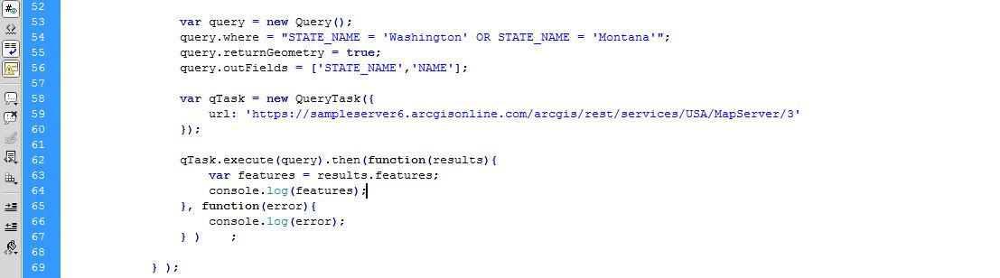 52
53 var query = new Query();
54 query.where = "STATE_NAME = 'Washington' OR STATE_NAME = 'Montana'";
55 query.returnGeometry = true;
56 query.outFields = ['STATE_NAME','NAME'];
57
58 var qTask = new QueryTask({
59 url: 'https://sampleserver6.arcgisonline.com/arcgis/rest/services/USA/MapServer/3'
60 });
61
62 qTask.execute(query).then(function(results){
63 var features = results.features;
64 console.log(features);
65 }, function(error){
66 console.log(error);
67 } ) ;
68
69 } );